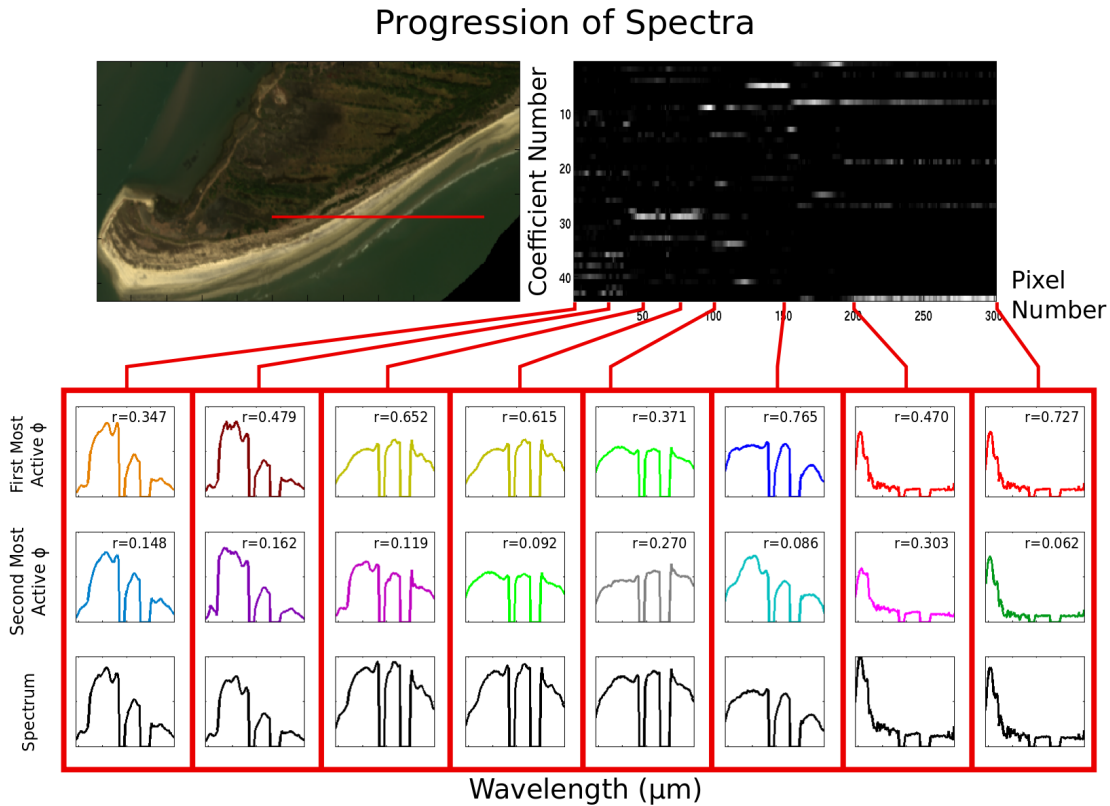 Progression of Spectra
Coefficient Number
10
20
30
40
50
100
150
200
250
300
Pixel
Number
First Most
Active ϕ
r=0.347
r=0.479
r=0.652
r=0.615
r=0.371
r=0.765
r=0.470
r=0.727
Second Most
Active ϕ
r=0.148
r=0.162
r=0.119
r=0.092
r=0.270
r=0.086
r=0.303
r=0.062
Spectrum
Wavelength (μm)